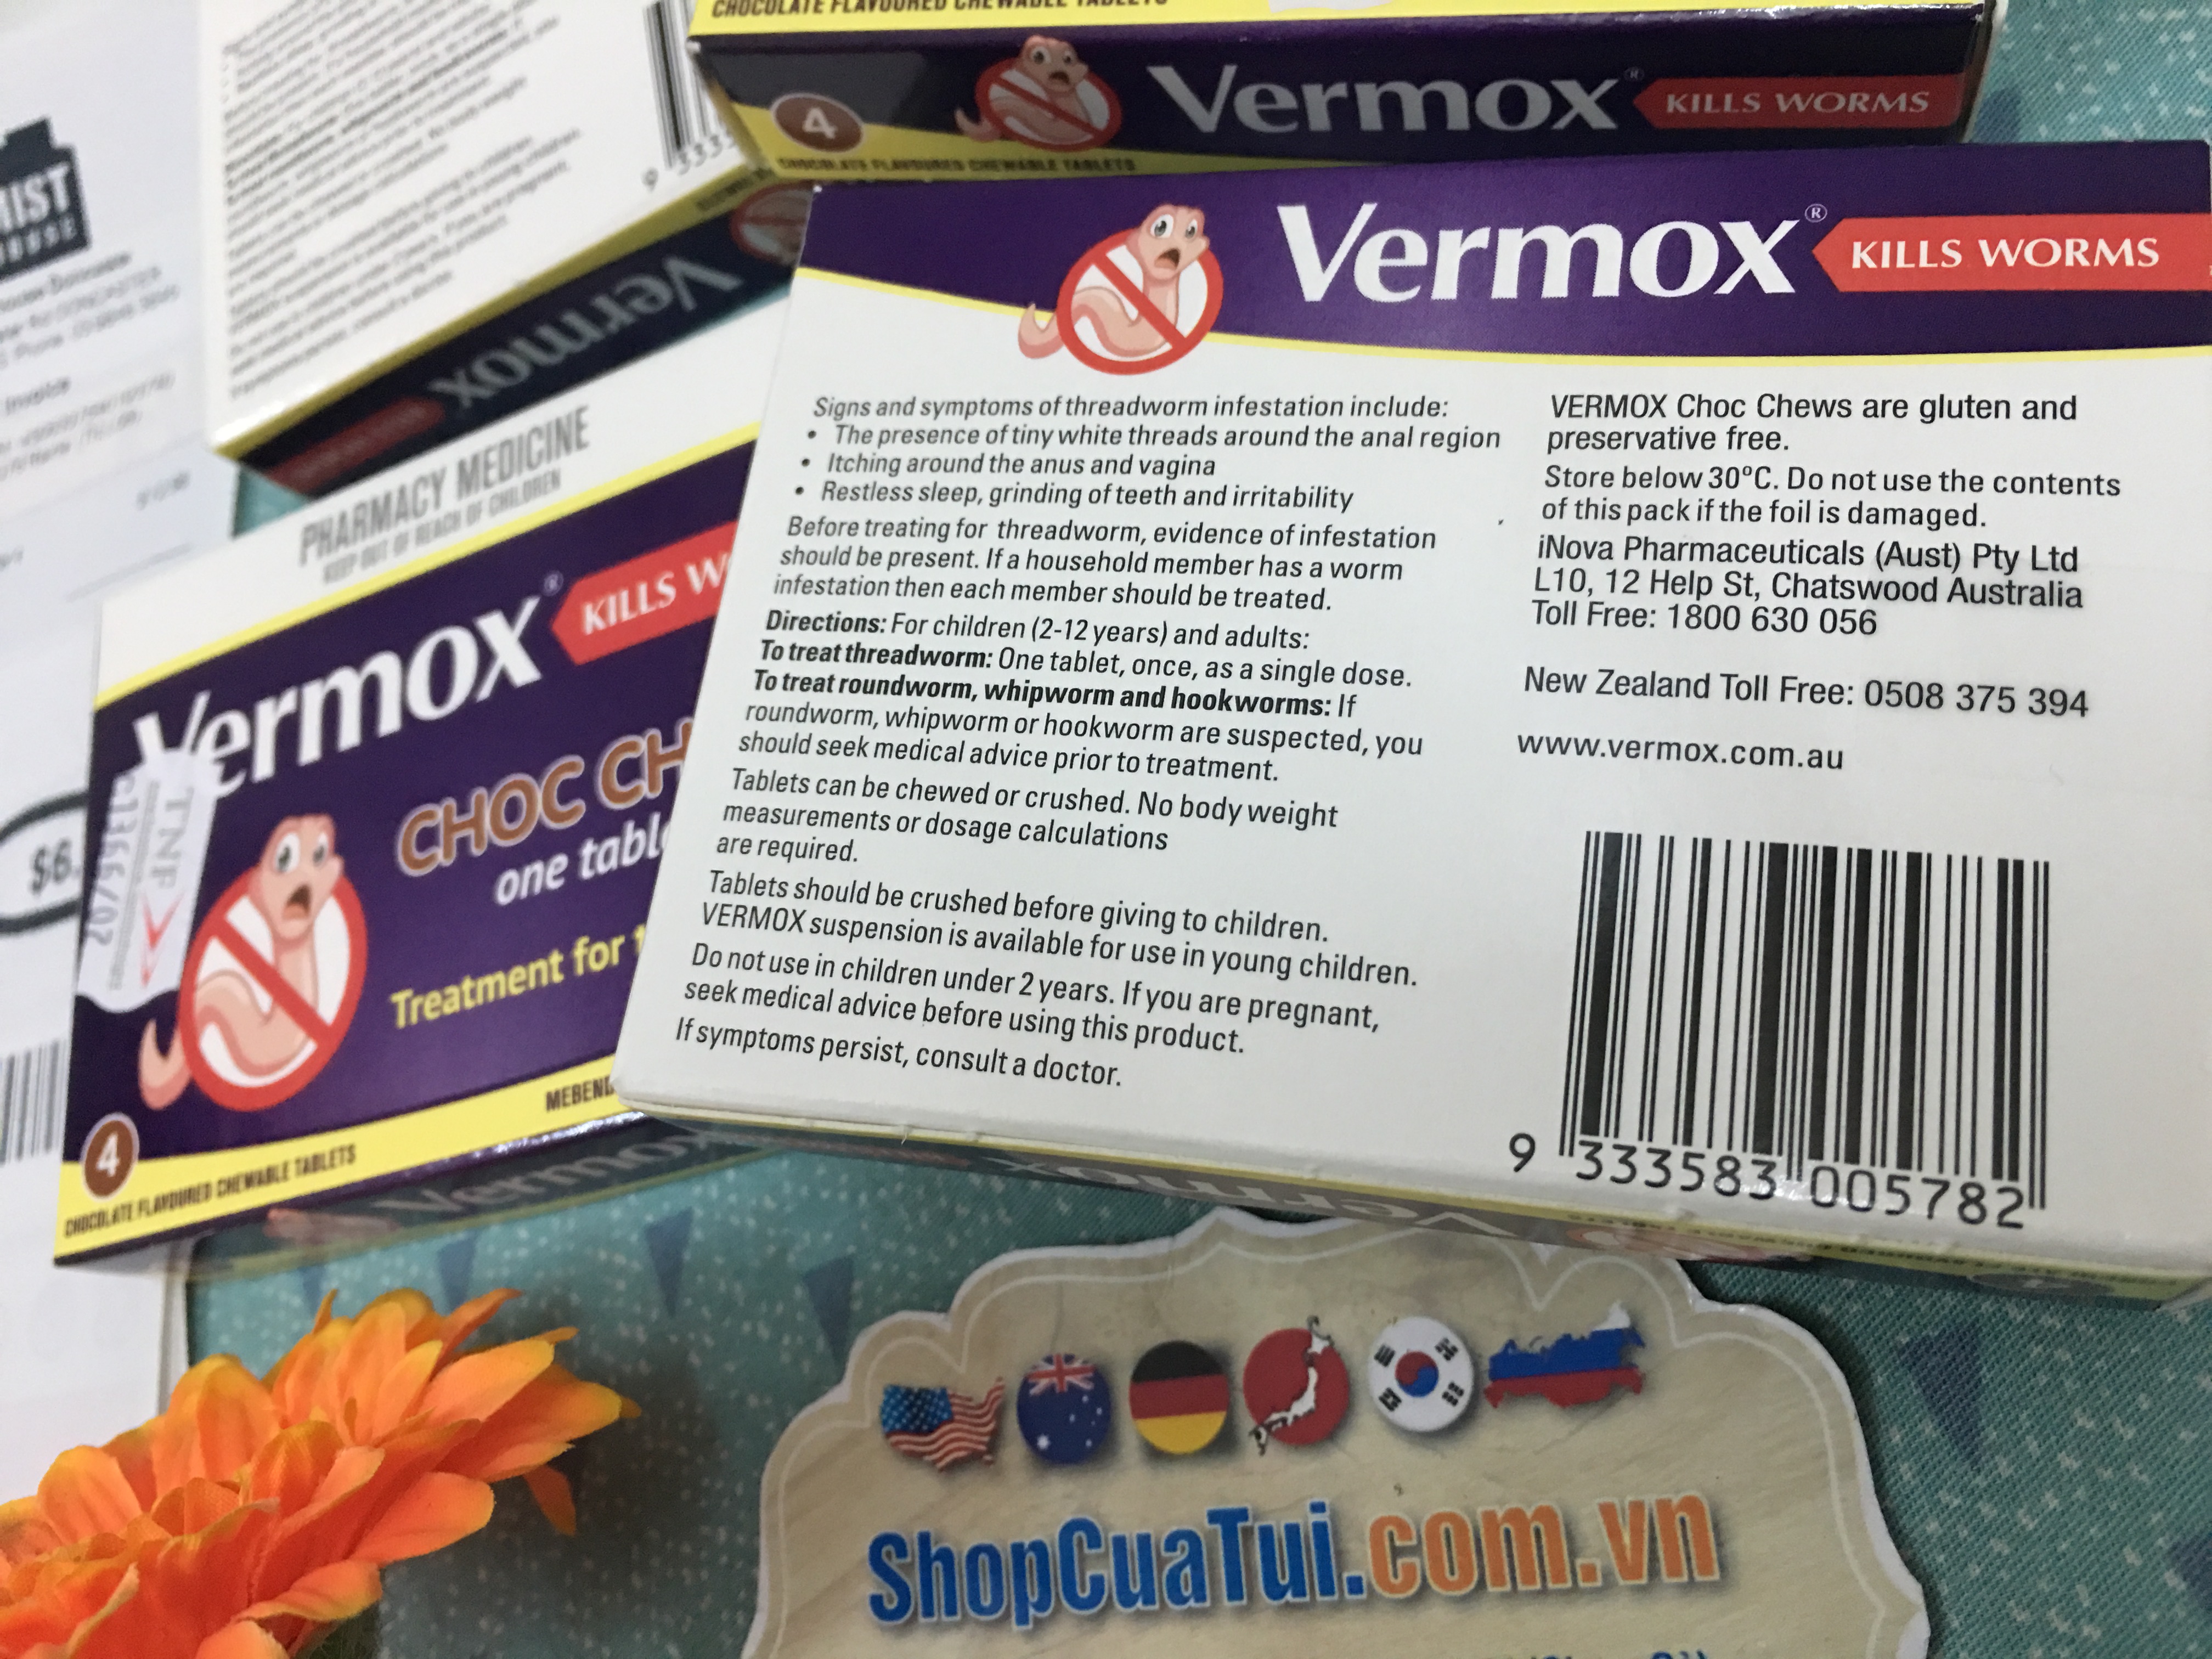 CHOCOLATE FLAVOURED CHEWABLE TABLETS
4
Vermox®
KILLS WORMS
CHOCOLATE FLAVOURED CHEWABLE TABLETS
Vermox®
KILLS WORMS
Signs and symptoms of threadworm infestation include:
• The presence of tiny white threads around the anal region
• Itching around the anus and vagina
• Restless sleep, grinding of teeth and irritability
Before treating for threadworm, evidence of infestation
should be present. If a household member has a worm
infestation then each member should be treated.
Directions: For children (2-12 years) and adults:
To treat threadworm: One tablet, once, as a single dose.
To treat roundworm, whipworm and hookworms: If
roundworm, whipworm or hookworm are suspected, you
should seek medical advice prior to treatment.
Tablets can be chewed or crushed. No body weight
measurements or dosage calculations
are required.
Tablets should be crushed before giving to children.
VERMOX suspension is available for use in young children.
Do not use in children under 2 years. If you are pregnant,
seek medical advice before using this product.
If symptoms persist, consult a doctor.
VERMOX Choc Chews are gluten and
preservative free.
Store below 30°C. Do not use the contents
of this pack if the foil is damaged.
iNova Pharmaceuticals (Aust) Pty Ltd
L10, 12 Help St, Chatswood Australia
Toll Free: 1800 630 056
New Zealand Toll Free: 0508 375 394
www.vermox.com.au
9 333583 005782
Vermox
PHARMACY MEDICINE
KEEP OUT OF REACH OF CHILDREN
Vermox®
KILLS W
CHOC CH
one tabl
Treatment for t
MEBEND
4
CHOCOLATE FLAVOURED CHEWABLE TABLETS
TNP
Vermox
Vermox
9 333
IST
Invoice
$6.
ShopCuaTui.com.vn